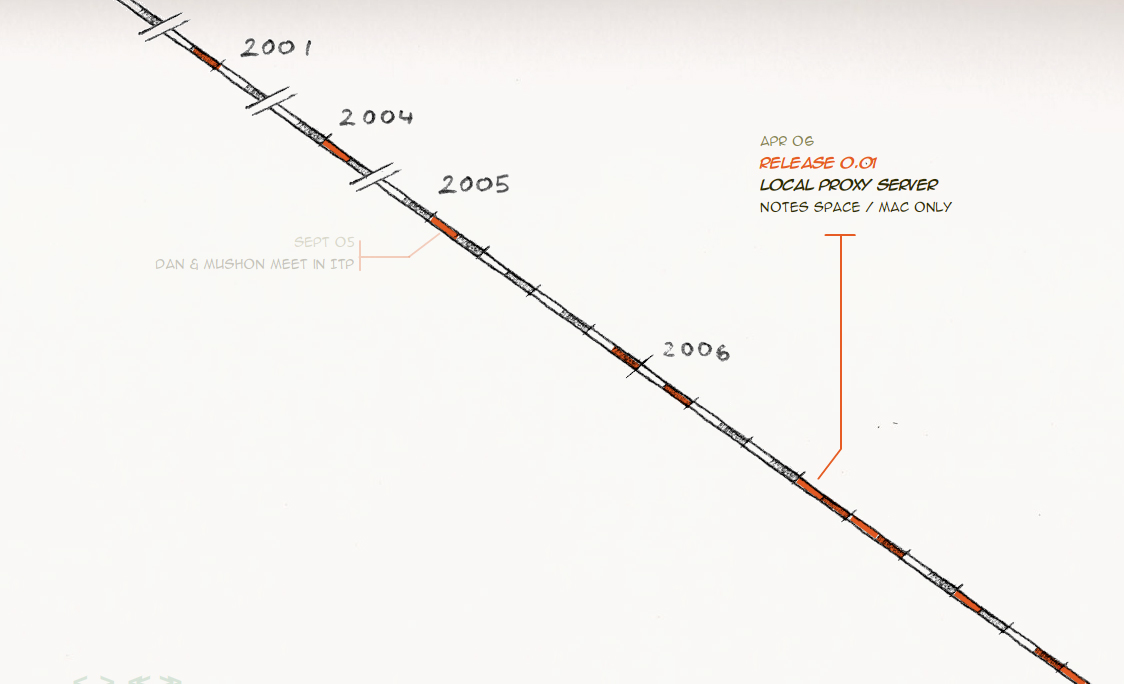 2001
2004
2005
APR 06
RELEASE 0.01
LOCAL PROXY SERVER
NOTES SPACE / MAC ONLY
SEPT 05
DAN & MUSHON MEET IN ITP
2006